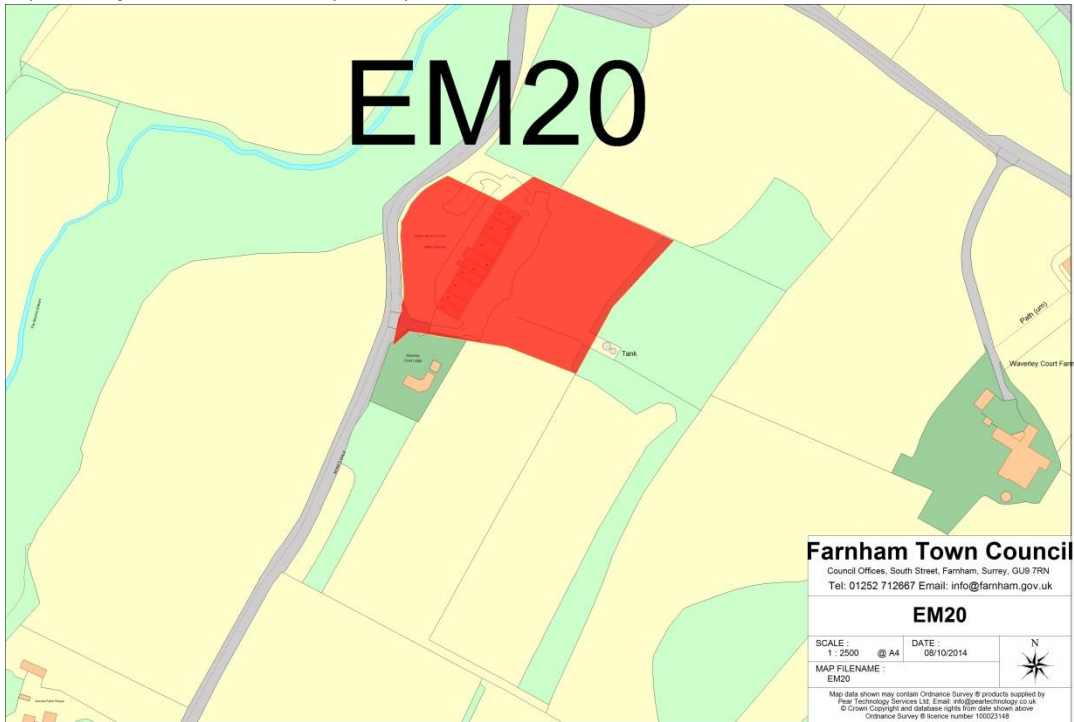 EM20
Tank
Path (um)
Waverley Court Farm
Waverley
Court Lodge
Farnham Town Council
Council Offices, South Street, Farnham, Surrey, GU9 7RN
Tel: 01252 712667 Email: info@farnham.gov.uk
EM20
SCALE :
1 : 2500 @ A4
DATE :
08/10/2014
N
MAP FILENAME :
EM20
Map data shown may contain Ordnance Survey ® products supplied by
Pear Technology Services Ltd; Email: info@peartechnology.co.uk
© Crown Copyright and database rights from date shown above
Ordnance Survey ® licence number 100023148